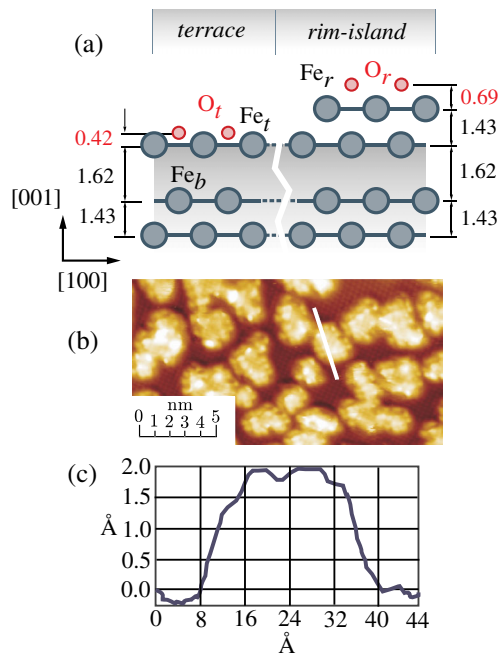 (a)
terrace rim-island
Fe_r O_r 0.69
O_t Fe_t 1.43
0.42
1.62 Fe_b 1.62
[001] 1.43 1.43
[100]
(b)
nm
0 1 2 3 4 5
(c)
2.0
1.5
Å 1.0
0.5
0.0
0 8 16 24 32 40 44
Å